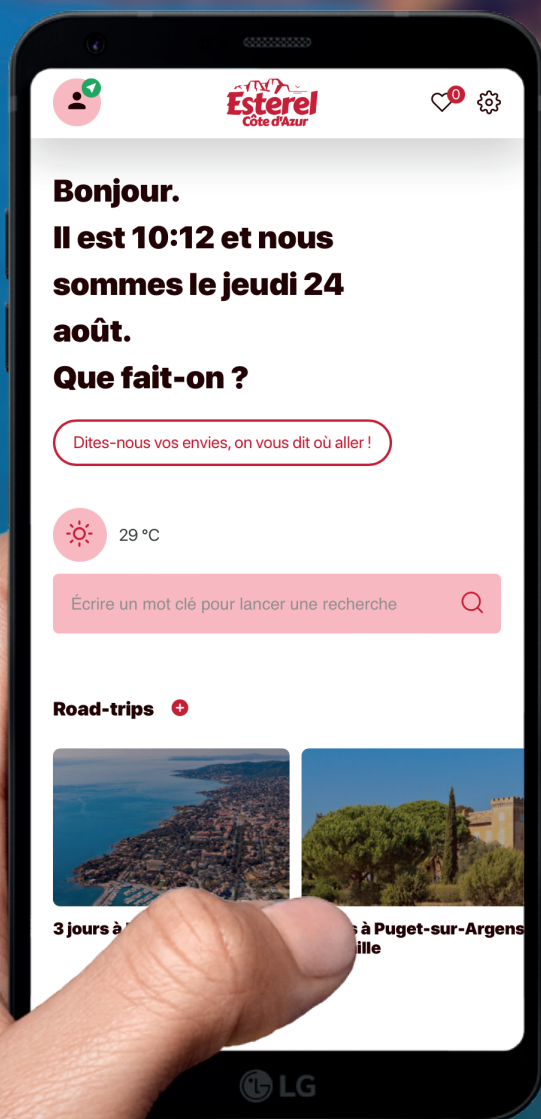 Esterel
Côte d'Azur
0
Bonjour.
Il est 10:12 et nous
sommes le jeudi 24
août.
Que fait-on ?
Dites-nous vos envies, on vous dit où aller !
29 °C
Écrire un mot clé pour lancer une recherche
Road-trips
3 jours à
à Puget-sur-Argens
LG